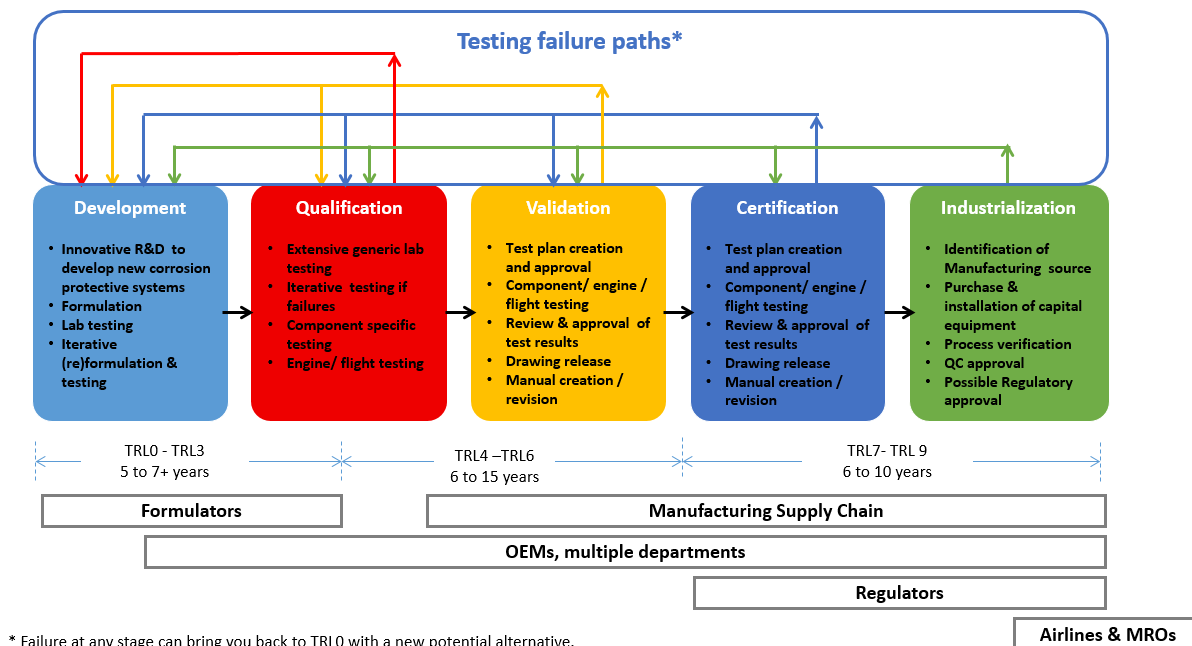 Testing failure paths*
Development
• Innovative R&D to
develop new corrosion
protective systems
• Formulation
• Lab testing
• Iterative
(re)formulation &
testing
Qualification
• Extensive generic lab
testing
• Iterative testing if
failures
• Component specific
testing
• Engine/ flight testing
Validation
• Test plan creation
and approval
• Component/ engine /
flight testing
• Review & approval of
test results
• Drawing release
• Manual creation /
revision
Certification
• Test plan creation
and approval
• Component/ engine /
flight testing
• Review & approval of
test results
• Drawing release
• Manual creation /
revision
Industrialization
• Identification of
Manufacturing source
• Purchase &
installation of capital
equipment
• Process verification
• QC approval
• Possible Regulatory
approval
TRL0 - TRL3
5 to 7+ years
TRL4 –TRL6
6 to 15 years
TRL7- TRL 9
6 to 10 years
Formulators
Manufacturing Supply Chain
OEMs, multiple departments
Regulators
Airlines & MROs
* Failure at any stage can bring you back to TRL0 with a new potential alternative.